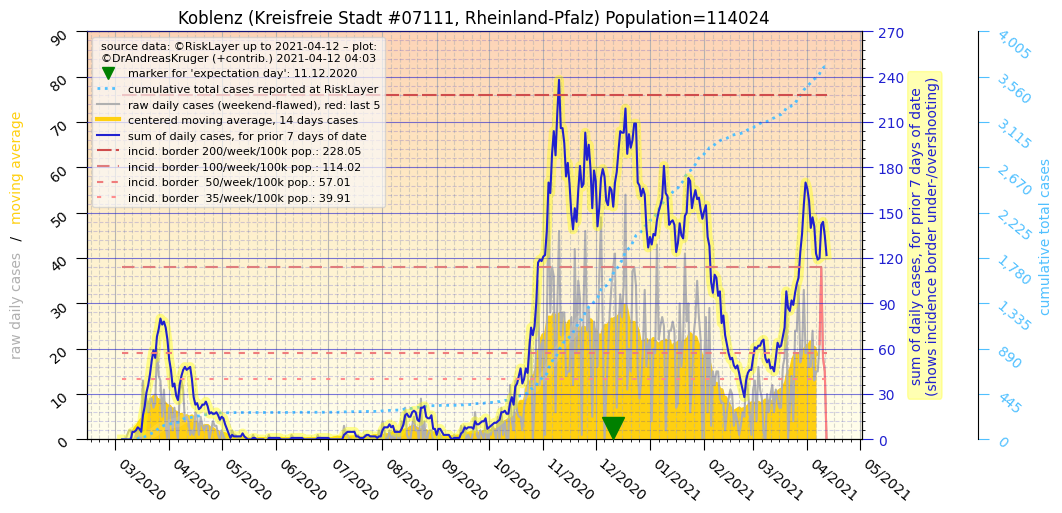 Koblenz (Kreisfreie Stadt #07111, Rheinland-Pfalz) Population=114024
source data: ©RiskLayer up to 2021-04-12 – plot:
©DrAndreasKruger (+contrib.) 2021-04-12 04:03
marker for 'expectation day': 11.12.2020
cumulative total cases reported at RiskLayer
raw daily cases (weekend-flawed), red: last 5
centered moving average, 14 days cases
sum of daily cases, for prior 7 days of date
incid. border 200/week/100k pop.: 228.05
incid. border 100/week/100k pop.: 114.02
incid. border  50/week/100k pop.: 57.01
incid. border  35/week/100k pop.: 39.91
raw daily cases / moving average
90
80
70
60
50
40
30
20
10
0
270
240
210
180
150
120
90
60
30
0
sum of daily cases, for prior 7 days of date
(shows incidence border under-/overshooting)
4,005
3,560
3,115
2,670
2,225
1,780
1,335
890
445
0
cumulative total cases
03/2020
04/2020
05/2020
06/2020
07/2020
08/2020
09/2020
10/2020
11/2020
12/2020
01/2021
02/2021
03/2021
04/2021
05/2021